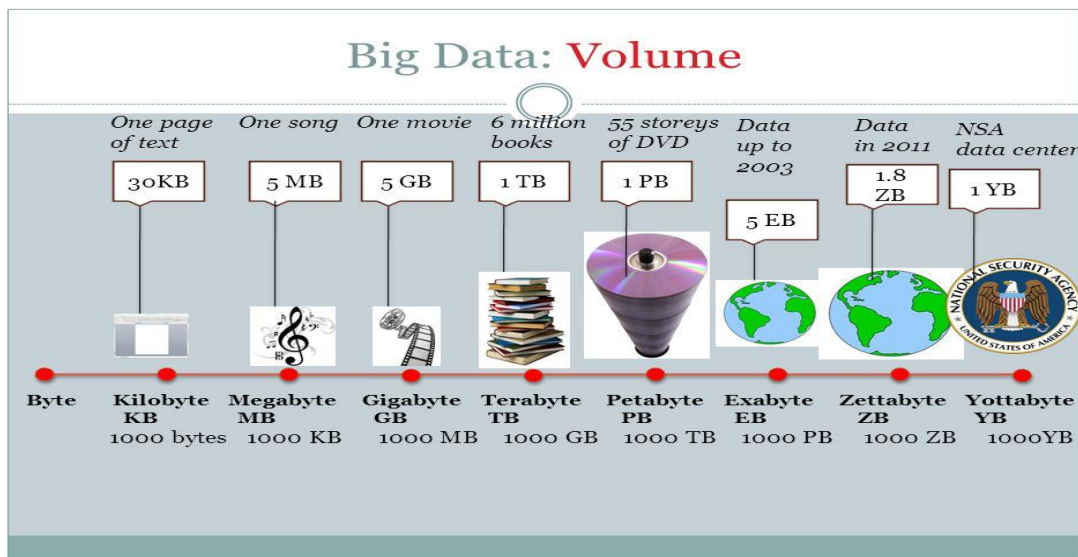 Big Data: Volume
One page
of text
One song
One movie
6 million
books
55 storeys
of DVD
Data
up to
2003
Data
in 2011
NSA
data center
30KB
5 MB
5 GB
1 TB
1 PB
5 EB
1.8
ZB
1 YB
NATIONAL SECURITY AGENCY
UNITED STATES OF AMERICA
Byte
Kilobyte
KB
1000 bytes
Megabyte
MB
1000 KB
Gigabyte
GB
1000 MB
Terabyte
TB
1000 GB
Petabyte
PB
1000 TB
Exabyte
EB
1000 PB
Zettabyte
ZB
1000 ZB
Yottabyte
YB
1000YB